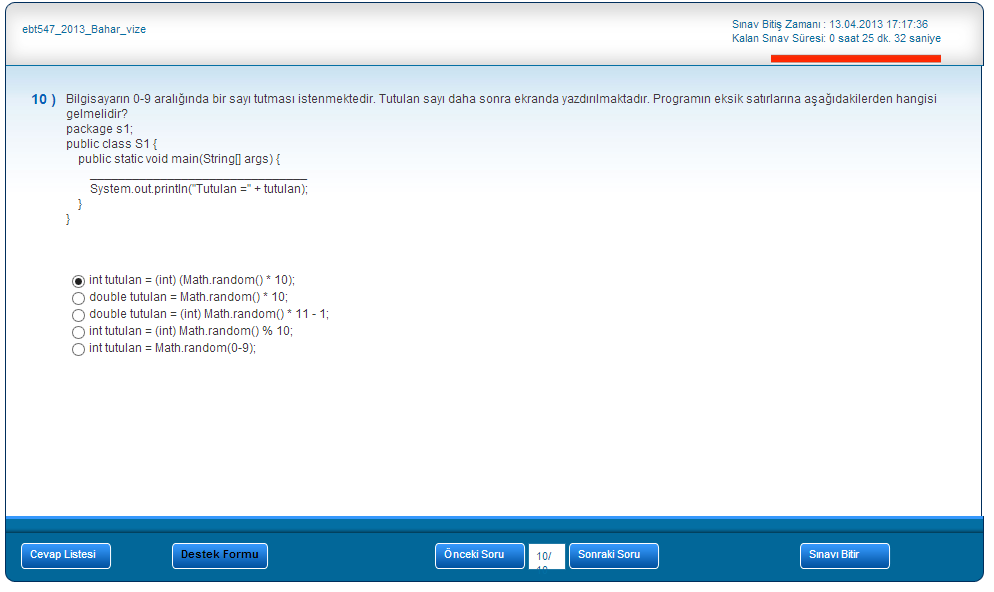 ebt547_2013_Bahar_vize
Sınav Bitiş Zamanı : 13.04.2013 17:17:36
Kalan Sınav Süresi: 0 saat 25 dk. 32 saniye
10 ) Bilgisayarın 0-9 aralığında bir sayı tutması istenmektedir. Tutulan sayı daha sonra ekranda yazdırılmaktadır. Programın eksik satırlarına aşağıdakilerden hangisi
gelmelidir?
package s1;
public class S1 {
public static void main(String[] args) {
System.out.println("Tutulan =" + tutulan);
}
}
int tutulan = (int) (Math.random() * 10);
double tutulan = Math.random() * 10;
double tutulan = (int) Math.random() * 11 - 1;
int tutulan = (int) Math.random() % 10;
int tutulan = Math.random(0-9);
Cevap Listesi
Destek Formu
Önceki Soru
10/
Sonraki Soru
Sınavı Bitir